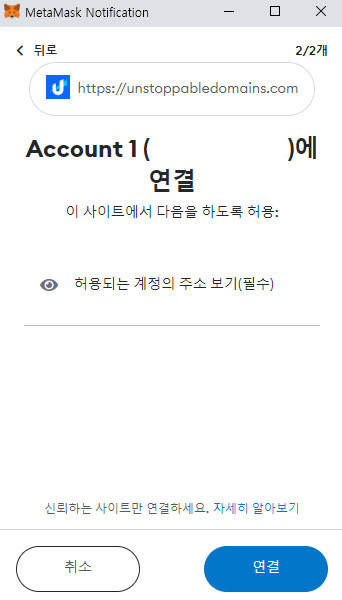 MetaMask Notification
뒤로 2/2개
https://unstoppabledomains.com
Account 1 ( )에
연결
이 사이트에서 다음을 하도록 허용:
허용되는 계정의 주소 보기(필수)
신뢰하는 사이트만 연결하세요. 자세히 알아보기
취소 연결